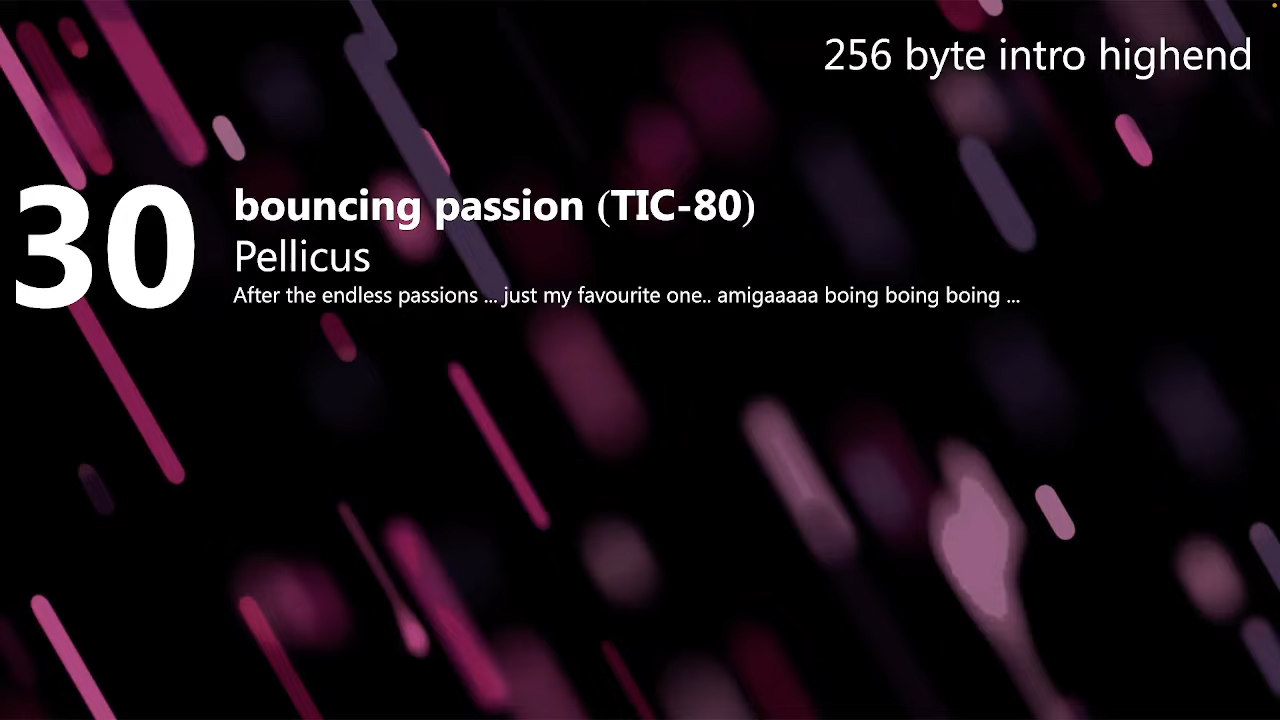 256 byte intro highend
30
bouncing passion (TIC-80)
Pellicus
After the endless passions ... just my favourite one.. amigaaaaa boing boing boing ...